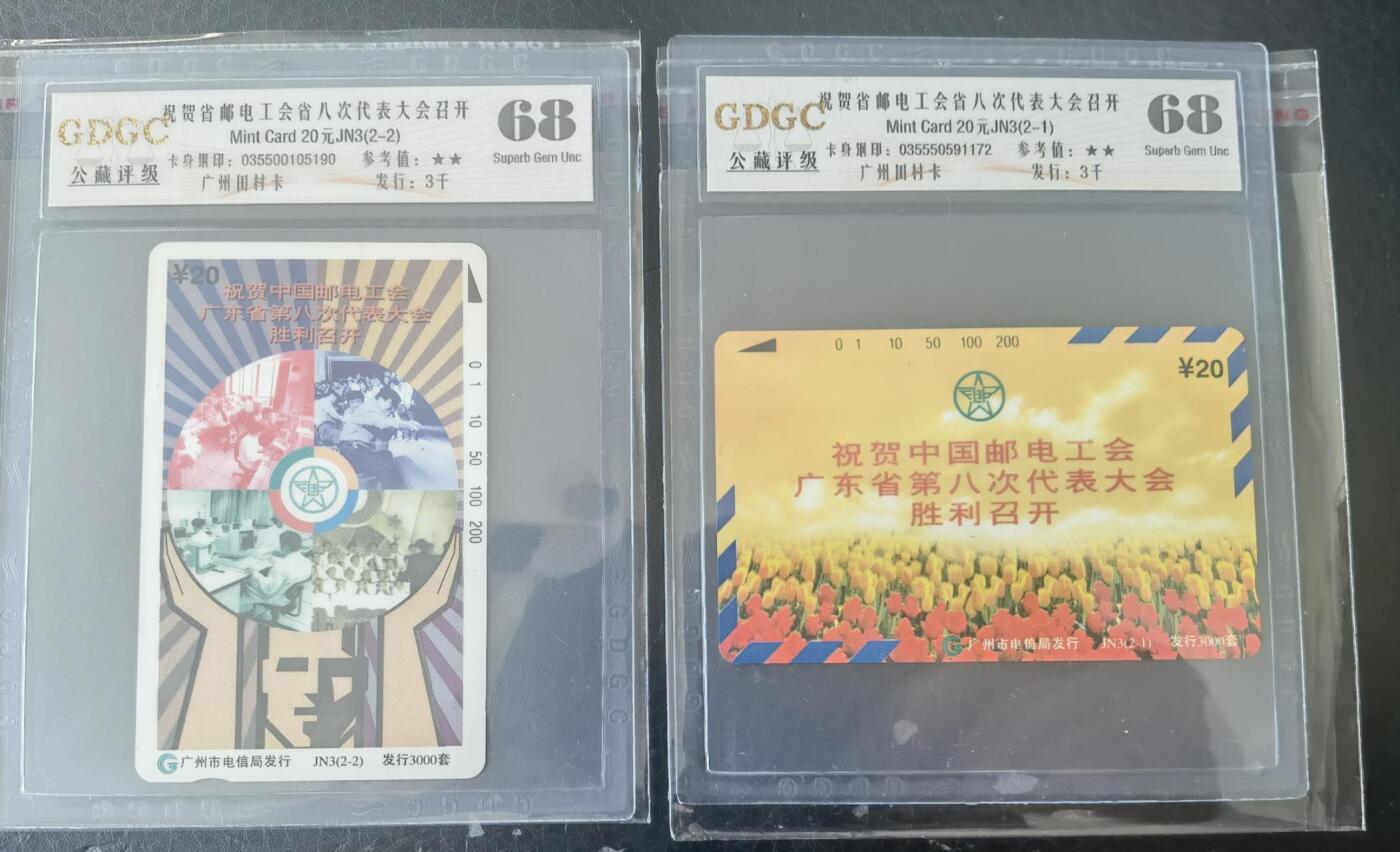 GDGC
公藏评级
祝贺省邮电工会省八次代表大会召开
Mint Card 20元JN3(2-2)
卡身钢印：035500105190 参考值：★★
广州田村卡 发行：3千
68
Superb Gem Unc
¥20
祝贺中国邮电工会
广东省第八次代表大会
胜利召开
0 1 10 50 100 200
广州市电信局发行 JN3(2-2) 发行3000套
GDGC
公藏评级
祝贺省邮电工会省八次代表大会召开
Mint Card 20元JN3(2-1)
卡身钢印：035550591172 参考值：★★
广州田村卡 发行：3千
68
Superb Gem Unc
0 1 10 50 100 200
¥20
祝贺中国邮电工会
广东省第八次代表大会
胜利召开
广州市电信局发行 JN3(2-1) 发行3000套